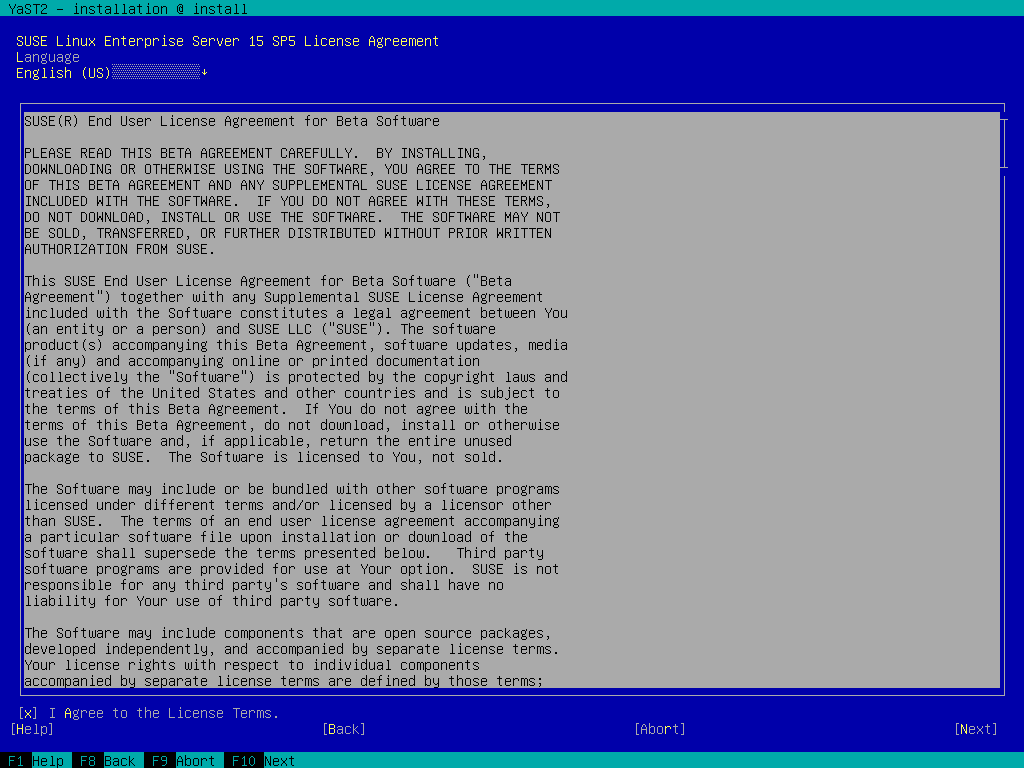 YaST2 - installation @ install
SUSE Linux Enterprise Server 15 SP5 License Agreement
Language
English (US)
SUSE(R) End User License Agreement for Beta Software
PLEASE READ THIS BETA AGREEMENT CAREFULLY.  BY INSTALLING,
DOWNLOADING OR OTHERWISE USING THE SOFTWARE, YOU AGREE TO THE TERMS
OF THIS BETA AGREEMENT AND ANY SUPPLEMENTAL SUSE LICENSE AGREEMENT
INCLUDED WITH THE SOFTWARE.  IF YOU DO NOT AGREE WITH THESE TERMS,
DO NOT DOWNLOAD, INSTALL OR USE THE SOFTWARE.  THE SOFTWARE MAY NOT
BE SOLD, TRANSFERRED, OR FURTHER DISTRIBUTED WITHOUT PRIOR WRITTEN
AUTHORIZATION FROM SUSE.
This SUSE End User License Agreement for Beta Software ("Beta
Agreement") together with any Supplemental SUSE License Agreement
included with the Software constitutes a legal agreement between You
(an entity or a person) and SUSE LLC ("SUSE"). The software
product(s) accompanying this Beta Agreement, software updates, media
(if any) and accompanying online or printed documentation
(collectively the "Software") is protected by the copyright laws and
treaties of the United States and other countries and is subject to
the terms of this Beta Agreement.  If You do not agree with the
terms of this Beta Agreement, do not download, install or otherwise
use the Software and, if applicable, return the entire unused
package to SUSE.  The Software is licensed to You, not sold.
The Software may include or be bundled with other software programs
licensed under different terms and/or licensed by a licensor other
than SUSE.  The terms of an end user license agreement accompanying
a particular software file upon installation or download of the
software shall supersede the terms presented below.   Third party
software programs are provided for use at Your option.  SUSE is not
responsible for any third party's software and shall have no
liability for Your use of third party software.
The Software may include components that are open source packages,
developed independently, and accompanied by separate license terms.
Your license rights with respect to individual components
accompanied by separate license terms are defined by those terms;
[x] I Agree to the License Terms.
[Help] [Back] [Abort] [Next]
F1 Help F8 Back F9 Abort F10 Next